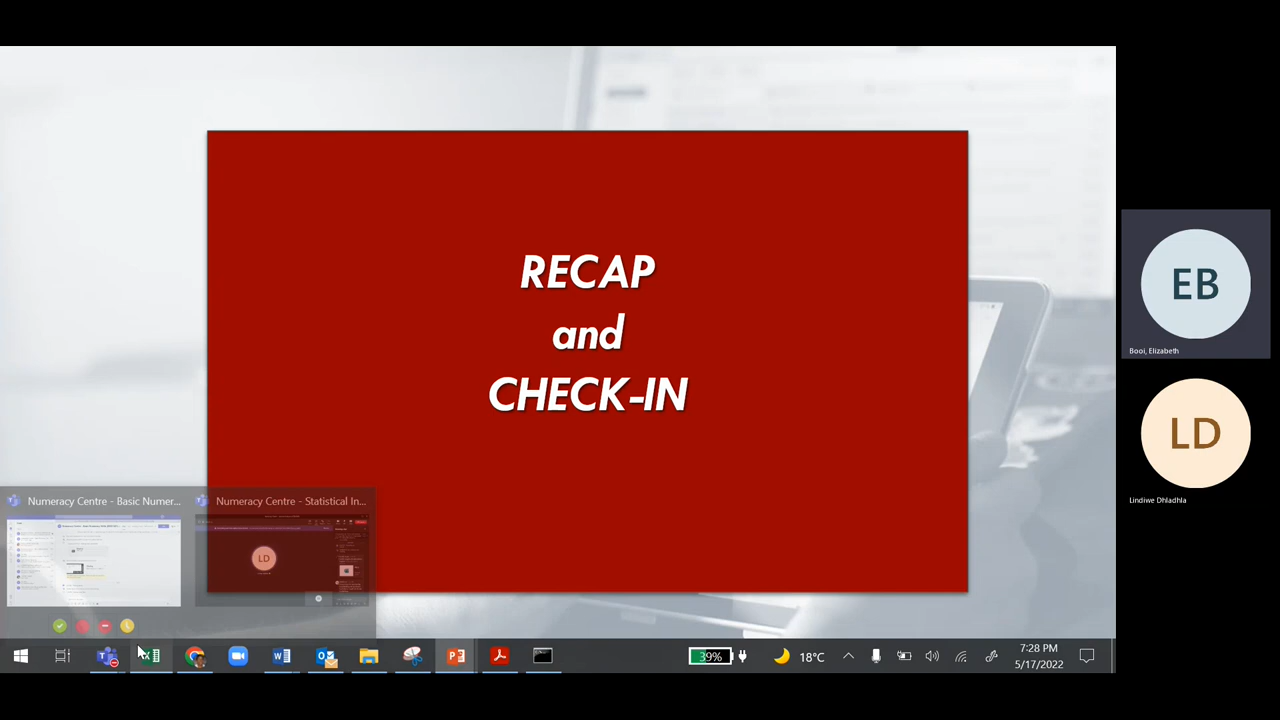 RECAP
and
CHECK-IN
EB
Booi, Elizabeth
LD
Lindiwe Dhladhla
Numeracy Centre - Basic Numer...
Numeracy Centre - Statistical In...
LD
39%
18°C
7:28 PM
5/17/2022